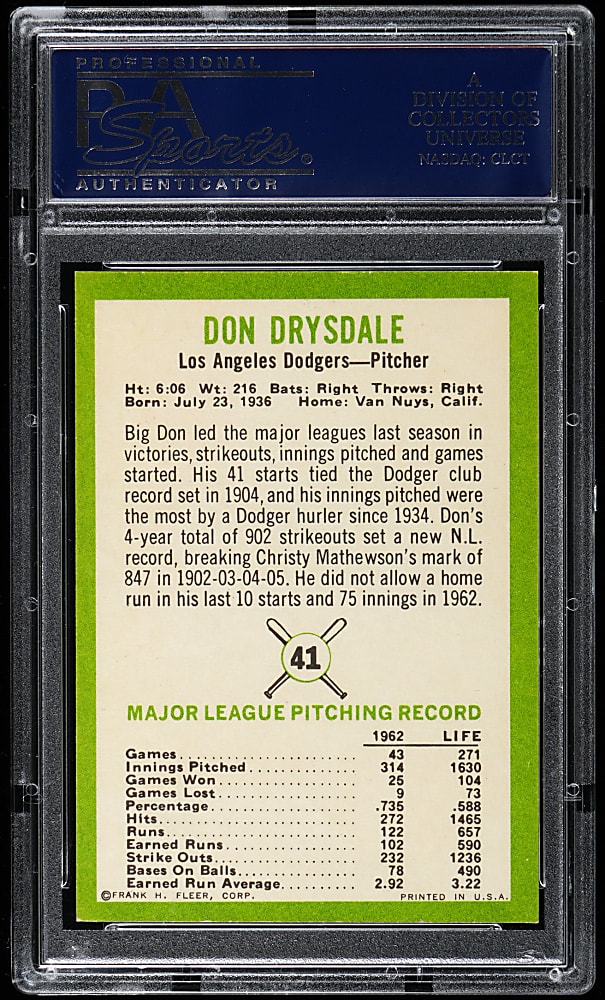 PROFESSIONAL
PSA
Sports®
AUTHENTICATOR
A
DIVISION OF
COLLECTORS
UNIVERSE
NASDAQ: CLCT
DON DRYSDALE
Los Angeles Dodgers—Pitcher
Ht: 6:06 Wt: 216 Bats: Right Throws: Right
Born: July 23, 1936 Home: Van Nuys, Calif.
Big Don led the major leagues last season in
victories, strikeouts, innings pitched and games
started. His 41 starts tied the Dodger club
record set in 1904, and his innings pitched were
the most by a Dodger hurler since 1934. Don's
4-year total of 902 strikeouts set a new N.L.
record, breaking Christy Mathewson's mark of
847 in 1902-03-04-05. He did not allow a home
run in his last 10 starts and 75 innings in 1962.
41
MAJOR LEAGUE PITCHING RECORD
1962 LIFE
Games 43 271
Innings Pitched 314 1630
Games Won 25 104
Games Lost 9 73
Percentage .735 .588
Hits 272 1465
Runs 122 657
Earned Runs 102 590
Strike Outs 232 1236
Bases On Balls 78 490
Earned Run Average 2.92 3.22
©FRANK H. FLEER, CORP. PRINTED IN U.S.A.